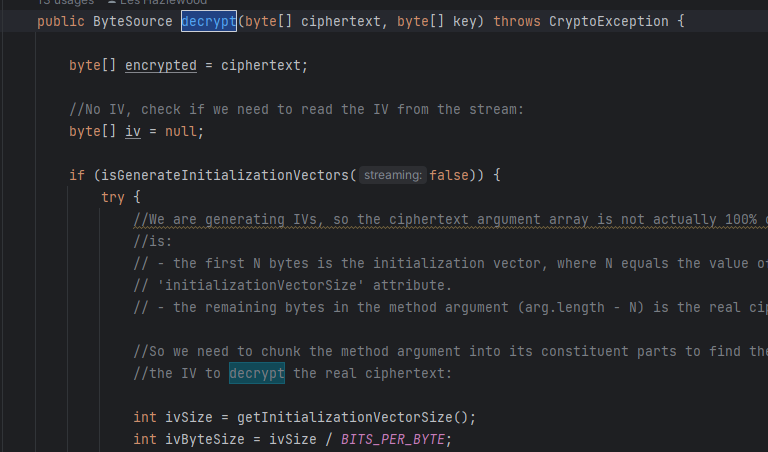 13 usages Les Hazlewood
public ByteSource decrypt(byte[] ciphertext, byte[] key) throws CryptoException {
byte[] encrypted = ciphertext;
//No IV, check if we need to read the IV from the stream:
byte[] iv = null;
if (isGenerateInitializationVectors( streaming: false)) {
try {
//We are generating IVs, so the ciphertext argument array is not actually 100%
//is:
// - the first N bytes is the initialization vector, where N equals the value of
// 'initializationVectorSize' attribute.
// - the remaining bytes in the method argument (arg.length - N) is the real cip
//So we need to chunk the method argument into its constituent parts to find the
//the IV to decrypt the real ciphertext:
int ivSize = getInitializationVectorSize();
int ivByteSize = ivSize / BITS_PER_BYTE;